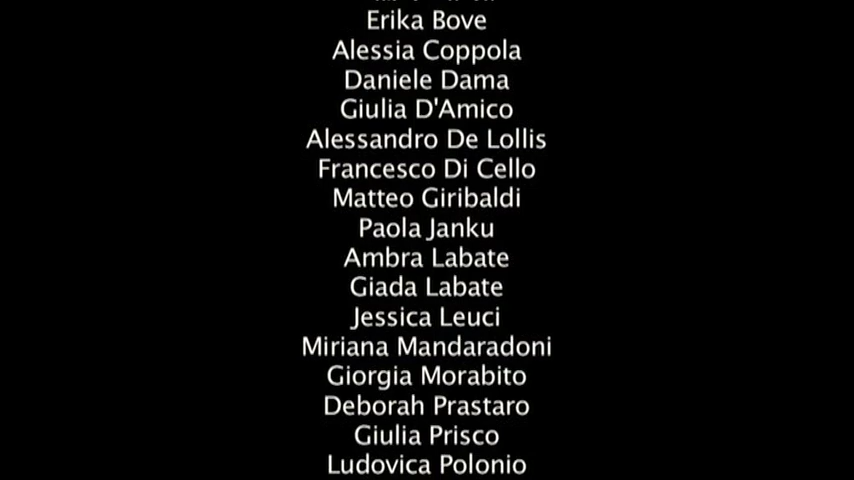 Erika Bove
Alessia Coppola
Daniele Dama
Giulia D'Amico
Alessandro De Lollis
Francesco Di Cello
Matteo Giribaldi
Paola Janku
Ambra Labate
Giada Labate
Jessica Leuci
Miriana Mandaradoni
Giorgia Morabito
Deborah Prastaro
Giulia Prisco
Ludovica Polonio